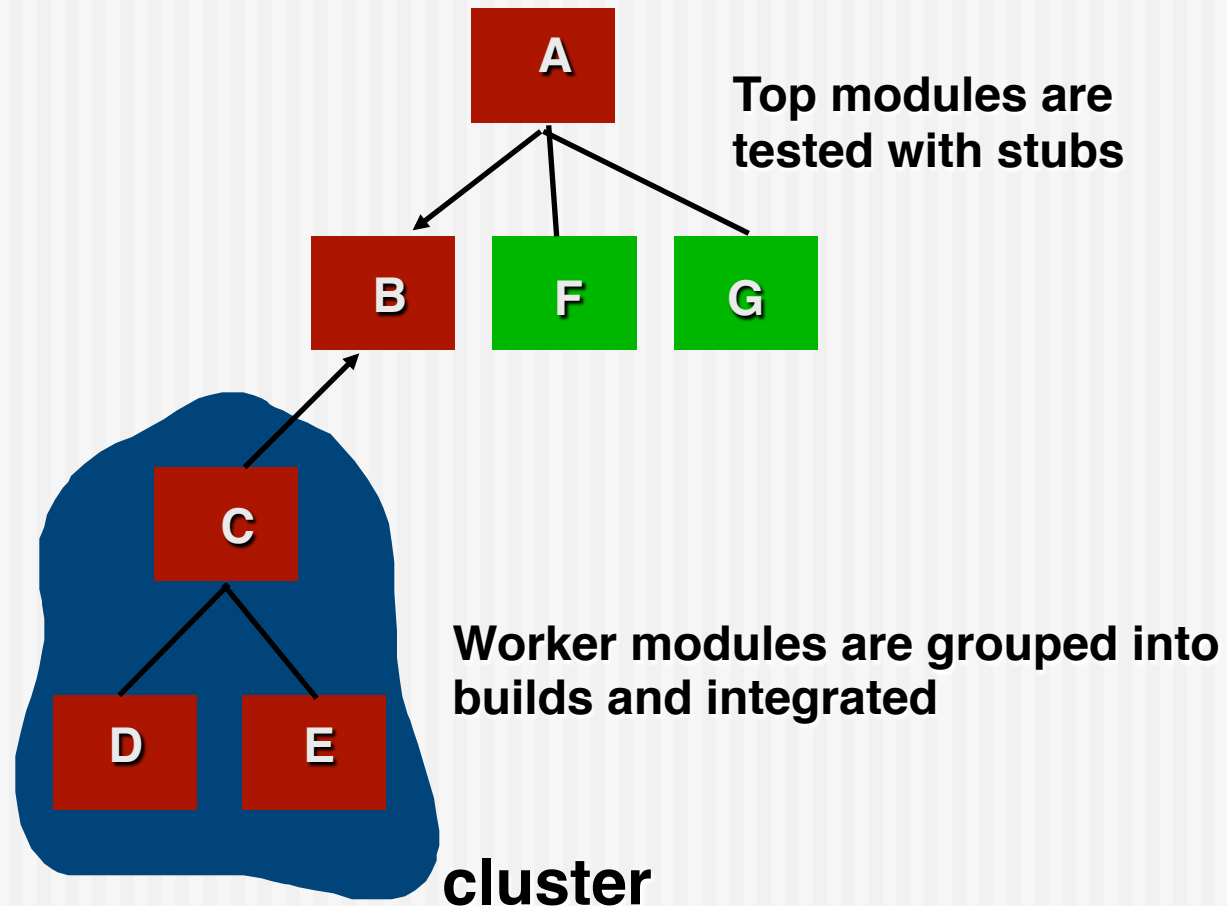 A
Top modules are
tested with stubs
B
F
G
C
Worker modules are grouped into
builds and integrated
D
E
cluster